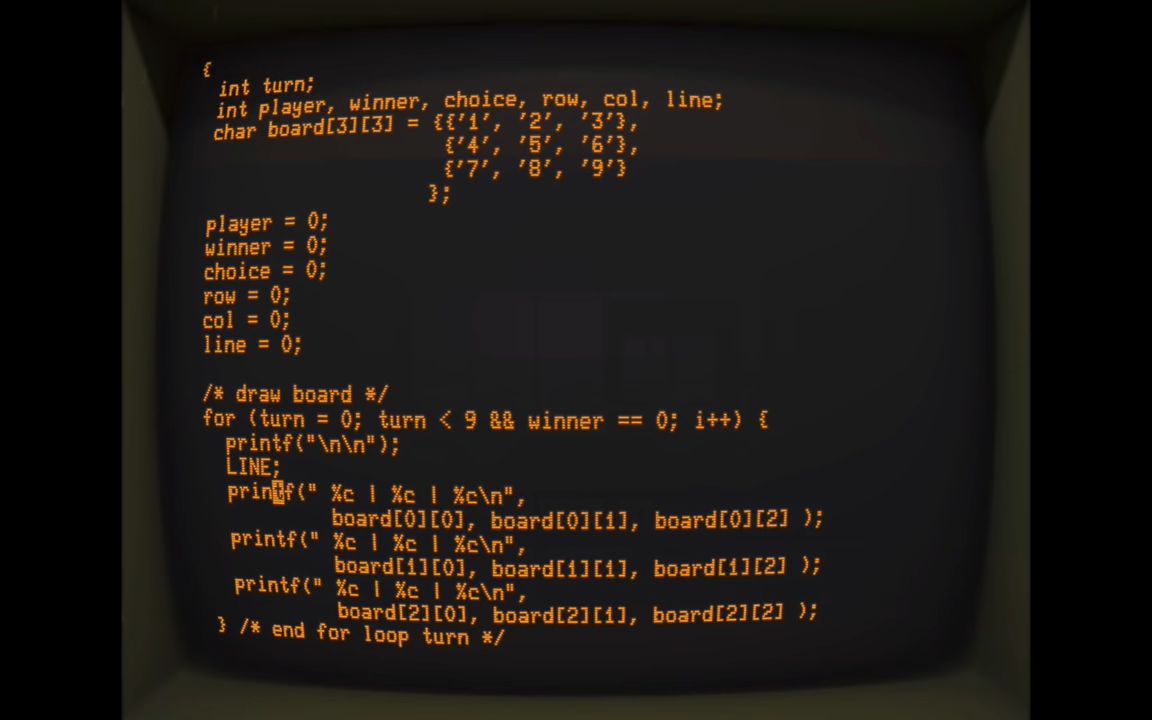 {
int turn;
int player, winner, choice, row, col, line;
char board[3][3] = {{'1', '2', '3'},
{'4', '5', '6'},
{'7', '8', '9'}
};
player = 0;
winner = 0;
choice = 0;
row = 0;
col = 0;
line = 0;
/* draw board */
for (turn = 0; turn < 9 && winner == 0; i++) {
printf("\n\n");
LINE;
printf(" %c | %c | %c\n",
board[0][0], board[0][1], board[0][2] );
printf(" %c | %c | %c\n",
board[1][0], board[1][1], board[1][2] );
printf(" %c | %c | %c\n",
board[2][0], board[2][1], board[2][2] );
} /* end for loop turn */